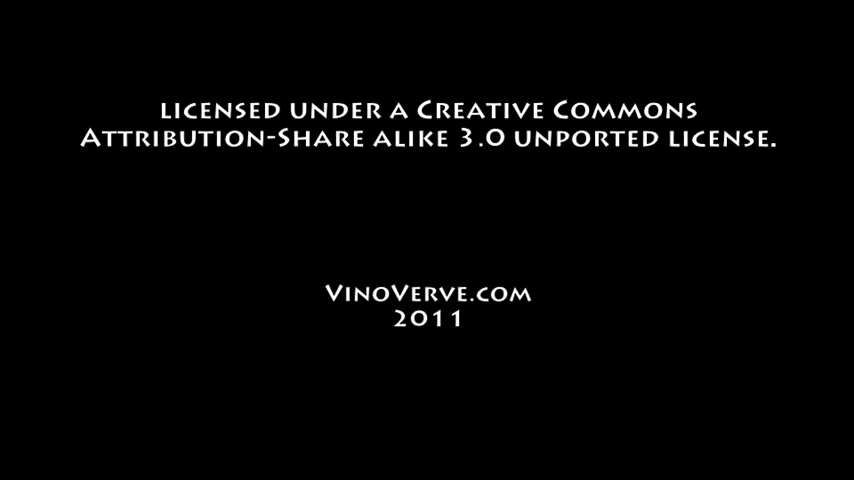 licensed under a Creative Commons
Attribution-Share alike 3.0 unported license.
VinoVerve.com
2011